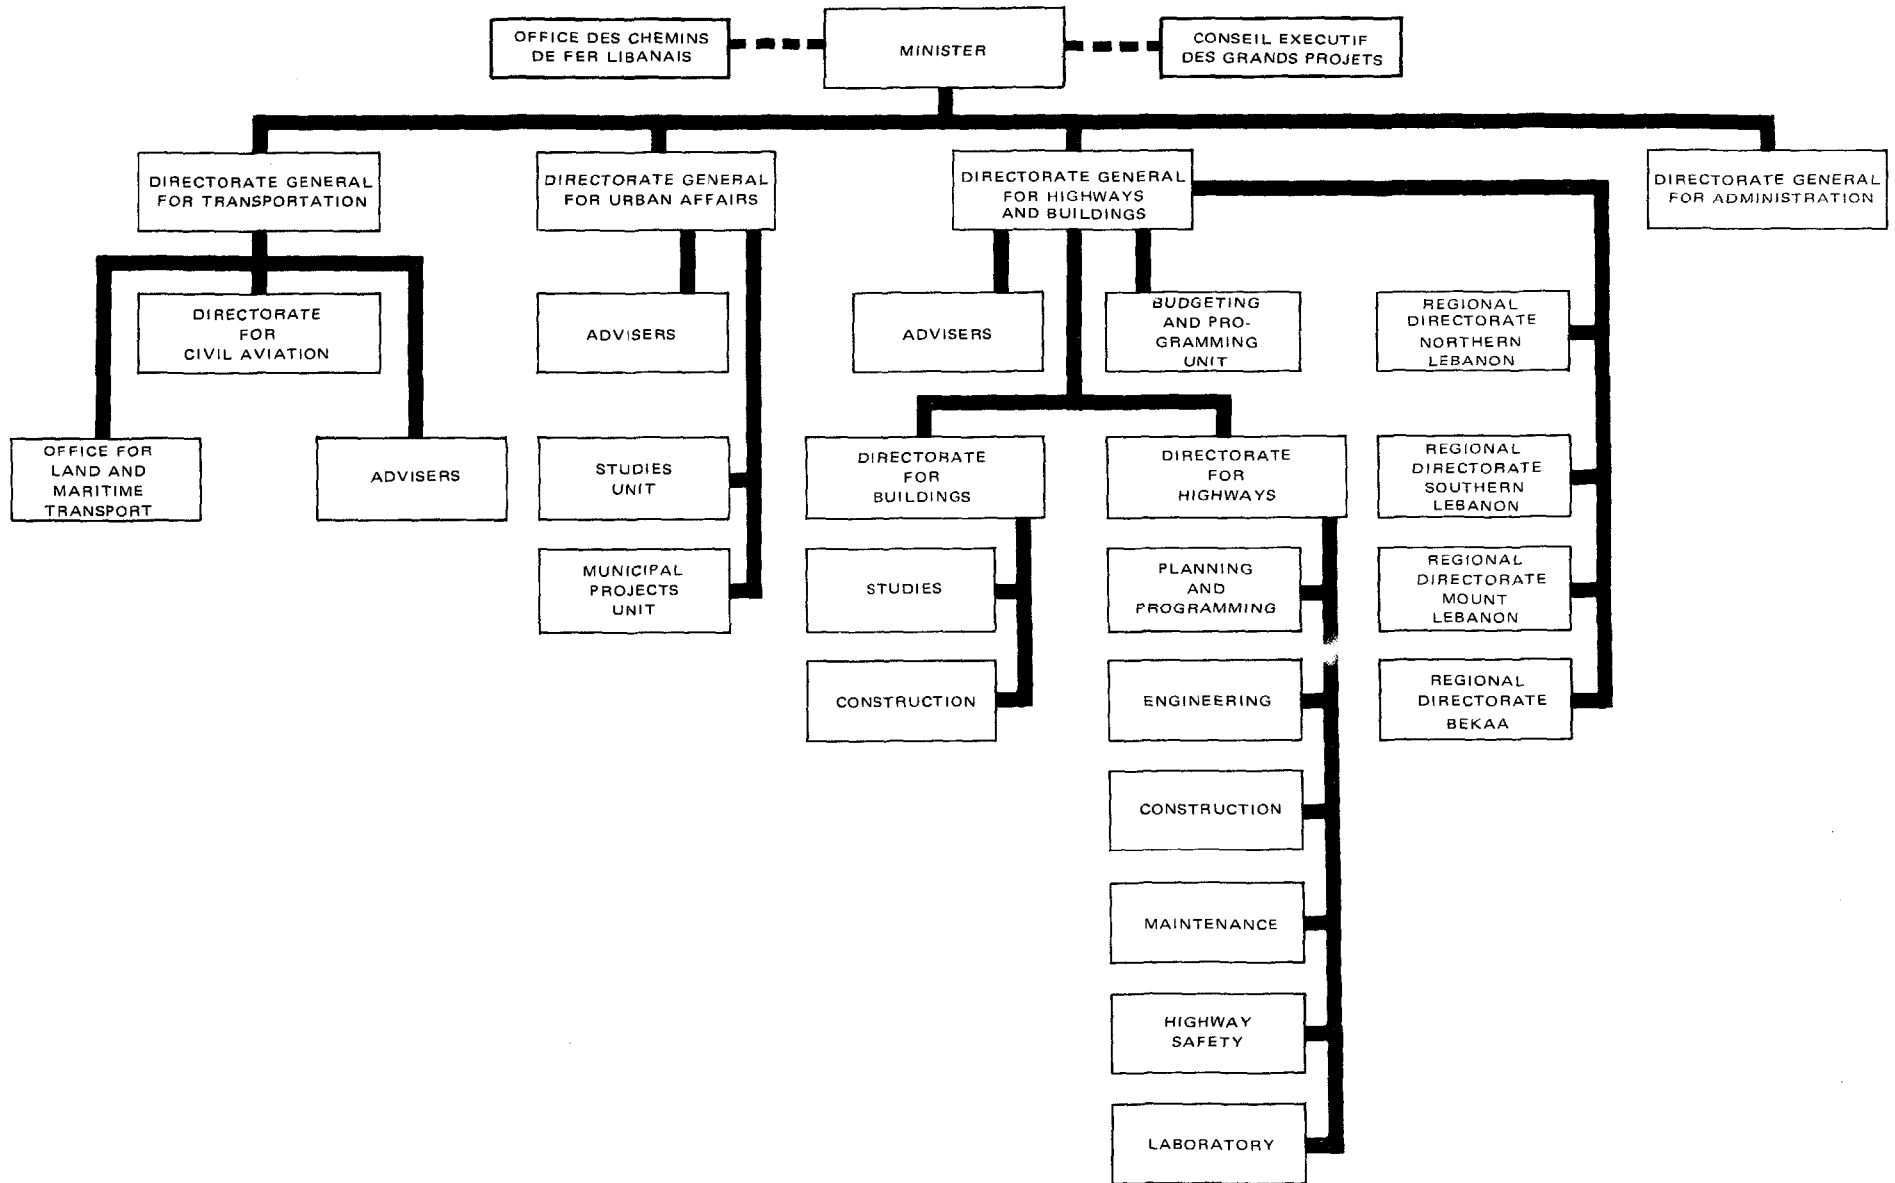 OFFICE DES CHEMINS
DE FER LIBANAIS
MINISTER
CONSEIL EXECUTIF
DES GRANDS PROJETS
DIRECTORATE GENERAL
FOR TRANSPORTATION
DIRECTORATE GENERAL
FOR URBAN AFFAIRS
DIRECTORATE GENERAL
FOR HIGHWAYS
AND BUILDINGS
DIRECTORATE GENERAL
FOR ADMINISTRATION
DIRECTORATE
FOR
CIVIL AVIATION
ADVISERS
ADVISERS
BUDGETING
AND PRO-
GRAMMING
UNIT
REGIONAL
DIRECTORATE
NORTHERN
LEBANON
OFFICE FOR
LAND AND
MARITIME
TRANSPORT
ADVISERS
STUDIES
UNIT
DIRECTORATE
FOR
BUILDINGS
DIRECTORATE
FOR
HIGHWAYS
REGIONAL
DIRECTORATE
SOUTHERN
LEBANON
MUNICIPAL
PROJECTS
UNIT
STUDIES
PLANNING
AND
PROGRAMMING
REGIONAL
DIRECTORATE
MOUNT
LEBANON
CONSTRUCTION
ENGINEERING
REGIONAL
DIRECTORATE
BEKAA
CONSTRUCTION
MAINTENANCE
HIGHWAY
SAFETY
LABORATORY